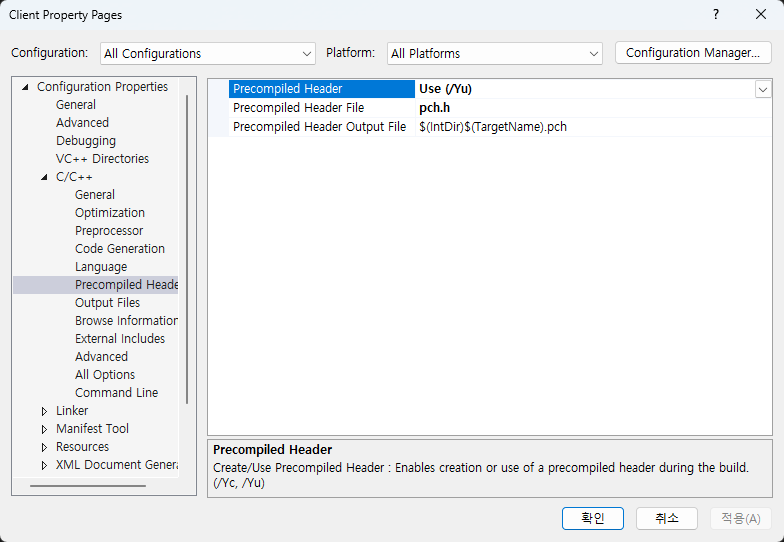 Client Property Pages
Configuration: All Configurations Platform: All Platforms Configuration Manager...
Configuration Properties
General
Advanced
Debugging
VC++ Directories
C/C++
General
Optimization
Preprocessor
Code Generation
Language
Precompiled Heade
Output Files
Browse Information
External Includes
Advanced
All Options
Command Line
Linker
Manifest Tool
Resources
XML Document Genera
Precompiled Header Use (/Yu)
Precompiled Header File pch.h
Precompiled Header Output File $(IntDir)$(TargetName).pch
Precompiled Header
Create/Use Precompiled Header : Enables creation or use of a precompiled header during the build.
(/Yc, /Yu)
확인 취소 적용(A)